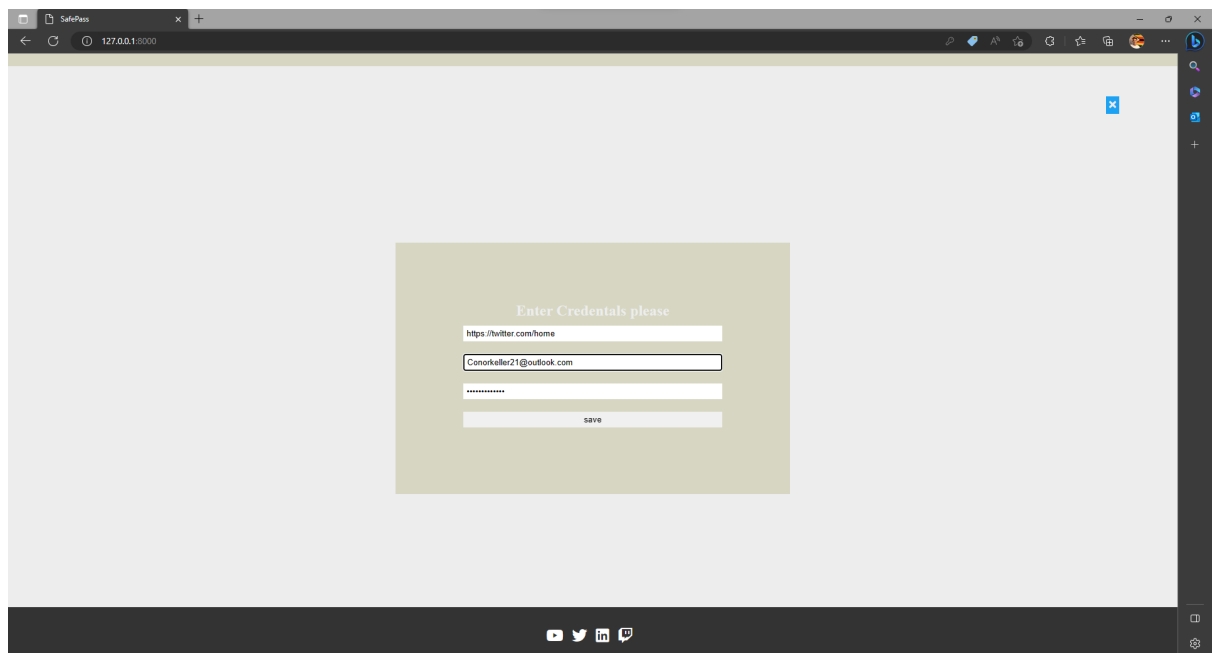 SafePass
127.0.0.1:8000
Enter Credentals please
https://twitter.com/home
Conorkeller21@outlook.com
•••••••••••••
save